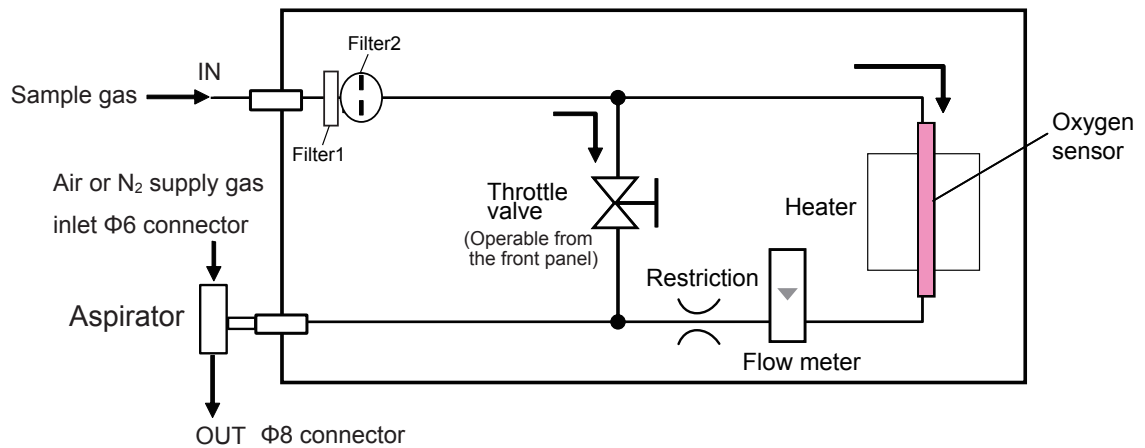 Filter2
IN
Sample gas
Filter1
Oxygen
sensor
Air or N₂ supply gas
inlet Φ6 connector
Throttle
valve
(Operable from
the front panel)
Heater
Restriction
Aspirator
Flow meter
OUT Φ8 connector